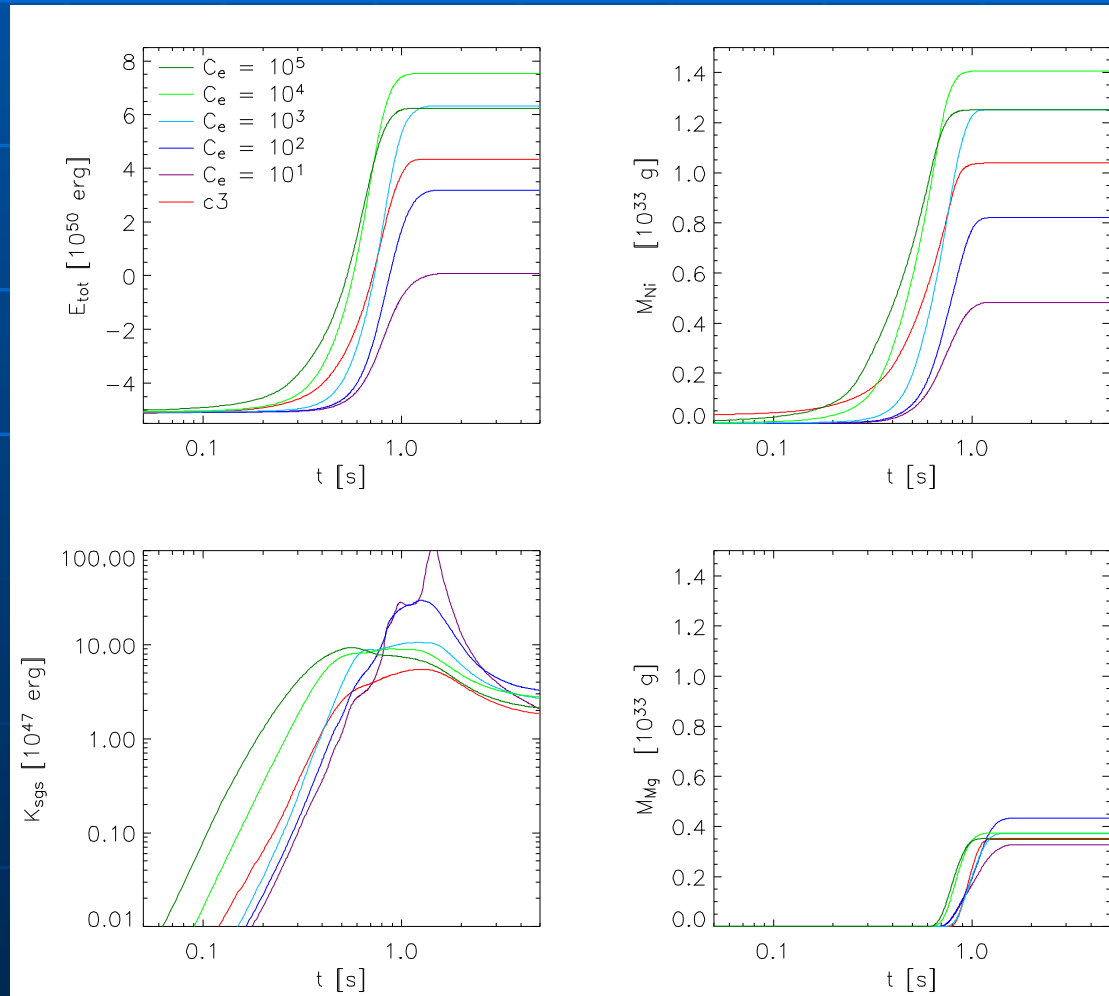 8
6
4
2
0
−2
−4
0.1
1.0
t [s]
E_tot [10^50 erg]
C_e = 10^5
C_e = 10^4
C_e = 10^3
C_e = 10^2
C_e = 10^1
c3
1.4
1.2
1.0
0.8
0.6
0.4
0.2
0.0
0.1
1.0
t [s]
M_Ni [10^33 g]
100.00
10.00
1.00
0.10
0.01
0.1
1.0
t [s]
K_sgs [10^47 erg]
1.4
1.2
1.0
0.8
0.6
0.4
0.2
0.0
0.1
1.0
t [s]
M_Mg [10^33 g]